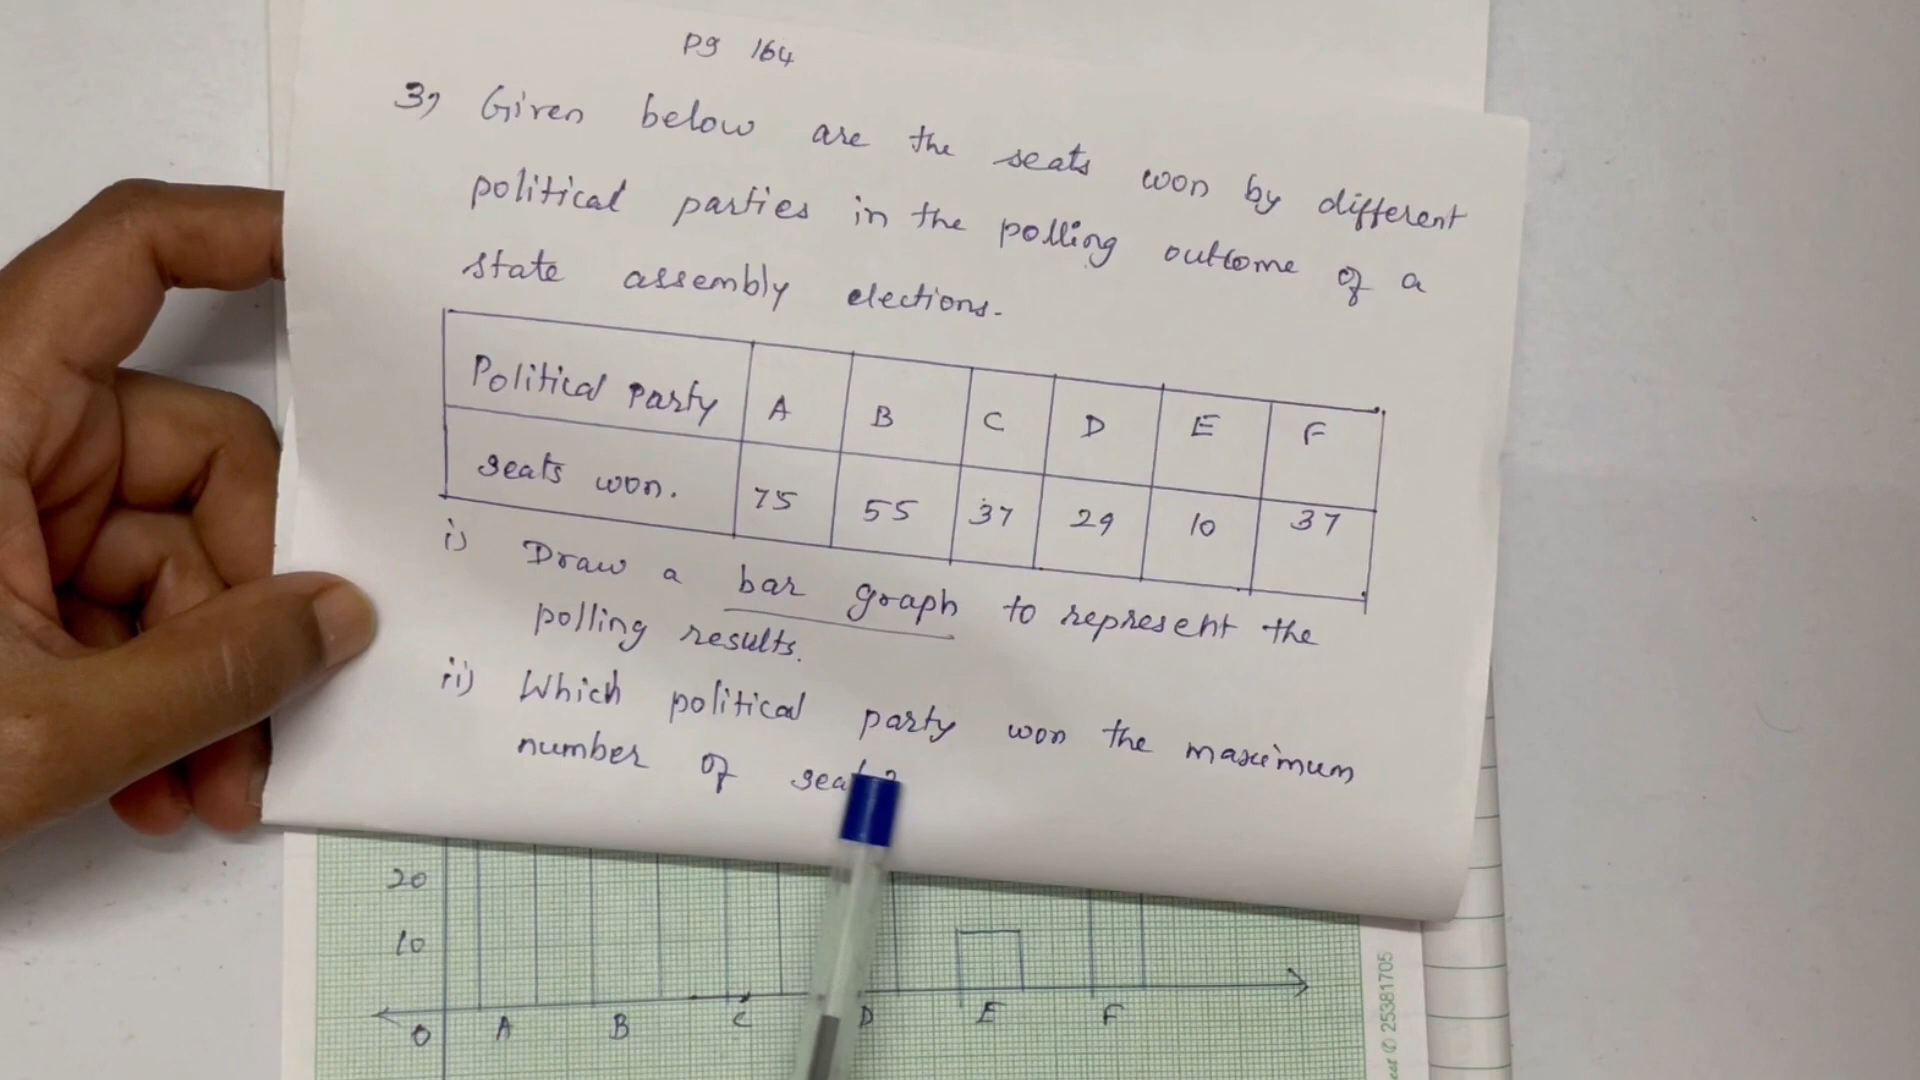 Pg 164
3) Given below are the seats won by different
political parties in the polling outcome of a
state assembly elections.
Political Party A B C D E F
seats won. 75 55 37 29 10 37
i) Draw a bar graph to represent the
polling results.
ii) Which political party won the maximum
number of
20
10
0 A B C D E F
25381705